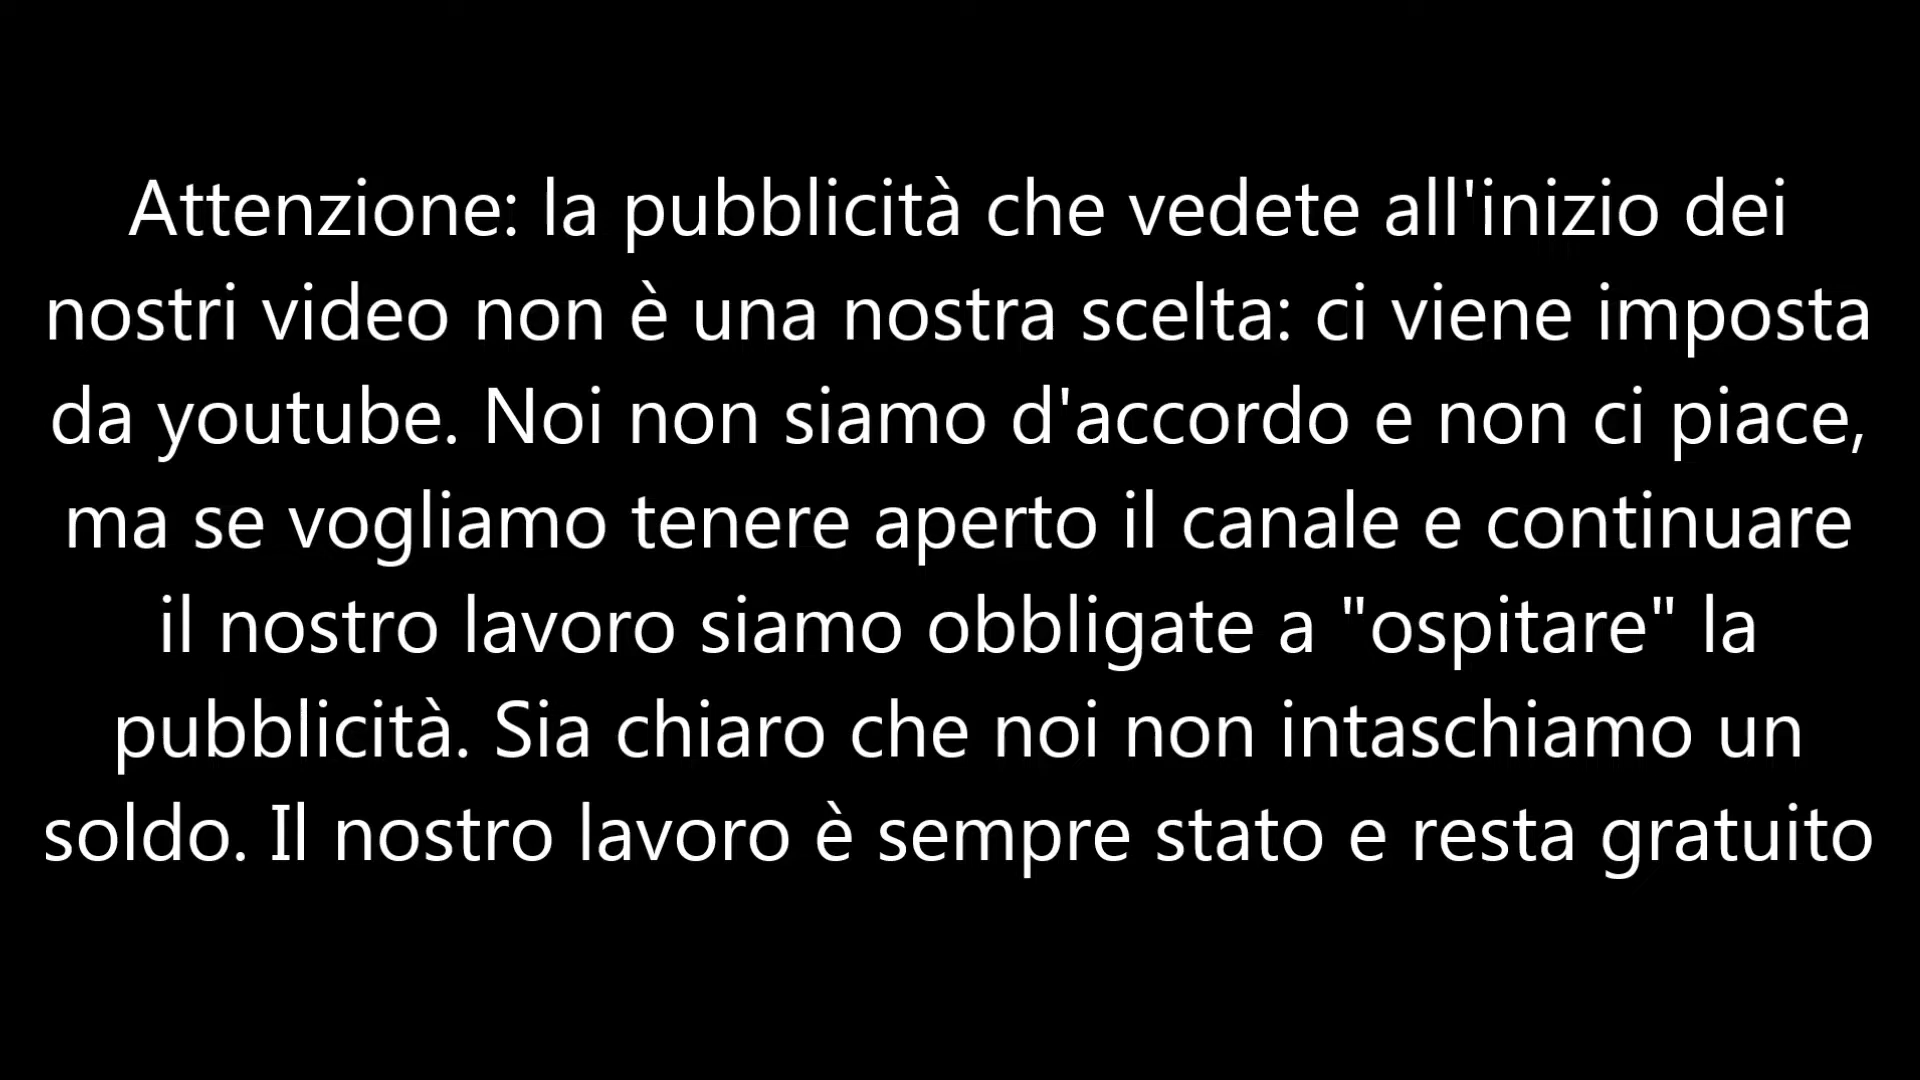 Attenzione: la pubblicità che vedete all'inizio dei
nostri video non è una nostra scelta: ci viene imposta
da youtube. Noi non siamo d'accordo e non ci piace,
ma se vogliamo tenere aperto il canale e continuare
il nostro lavoro siamo obbligate a "ospitare" la
pubblicità. Sia chiaro che noi non intaschiamo un
soldo. Il nostro lavoro è sempre stato e resta gratuito